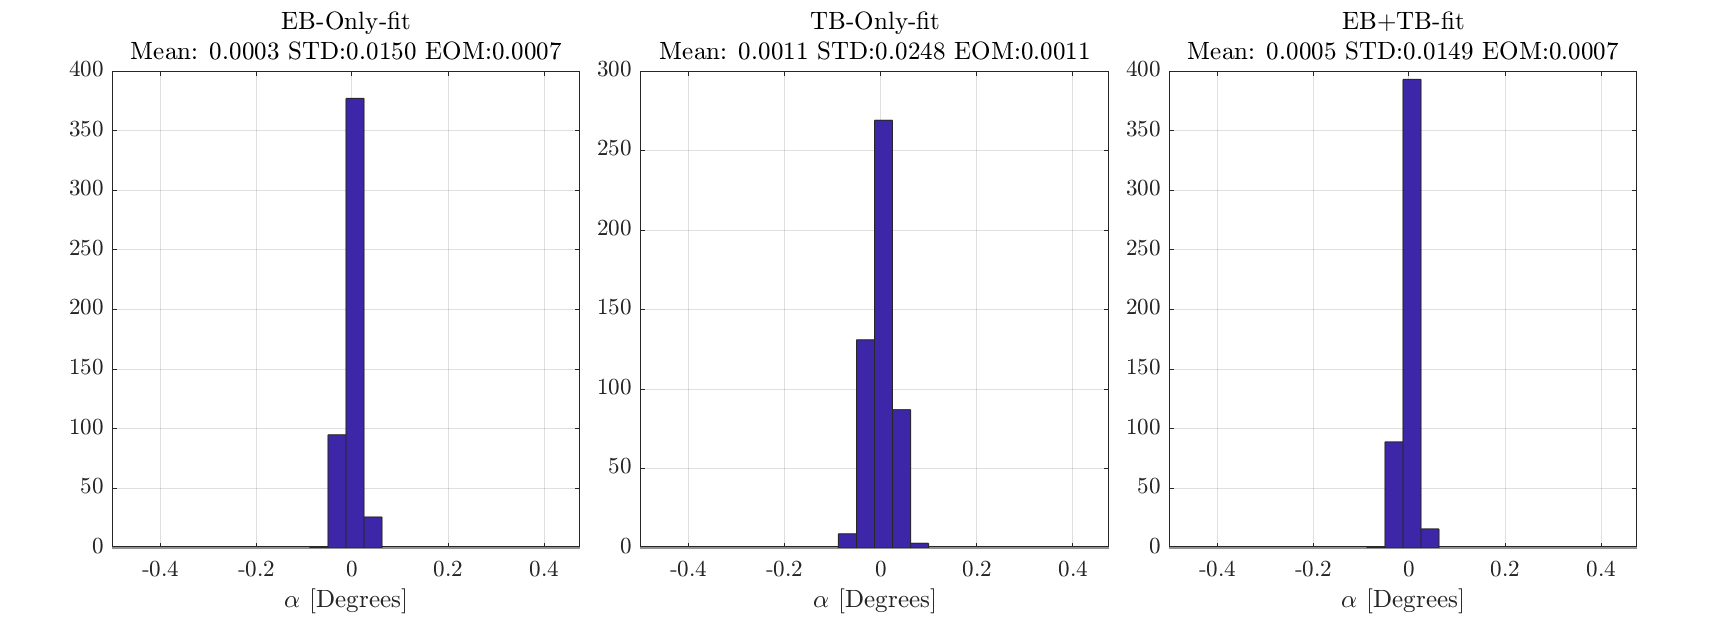 EB-Only-fit
Mean: 0.0003 STD:0.0150 EOM:0.0007
400
350
300
250
200
150
100
50
0
-0.4 -0.2 0 0.2 0.4
α [Degrees]
TB-Only-fit
Mean: 0.0011 STD:0.0248 EOM:0.0011
300
250
200
150
100
50
0
-0.4 -0.2 0 0.2 0.4
α [Degrees]
EB+TB-fit
Mean: 0.0005 STD:0.0149 EOM:0.0007
400
350
300
250
200
150
100
50
0
-0.4 -0.2 0 0.2 0.4
α [Degrees]